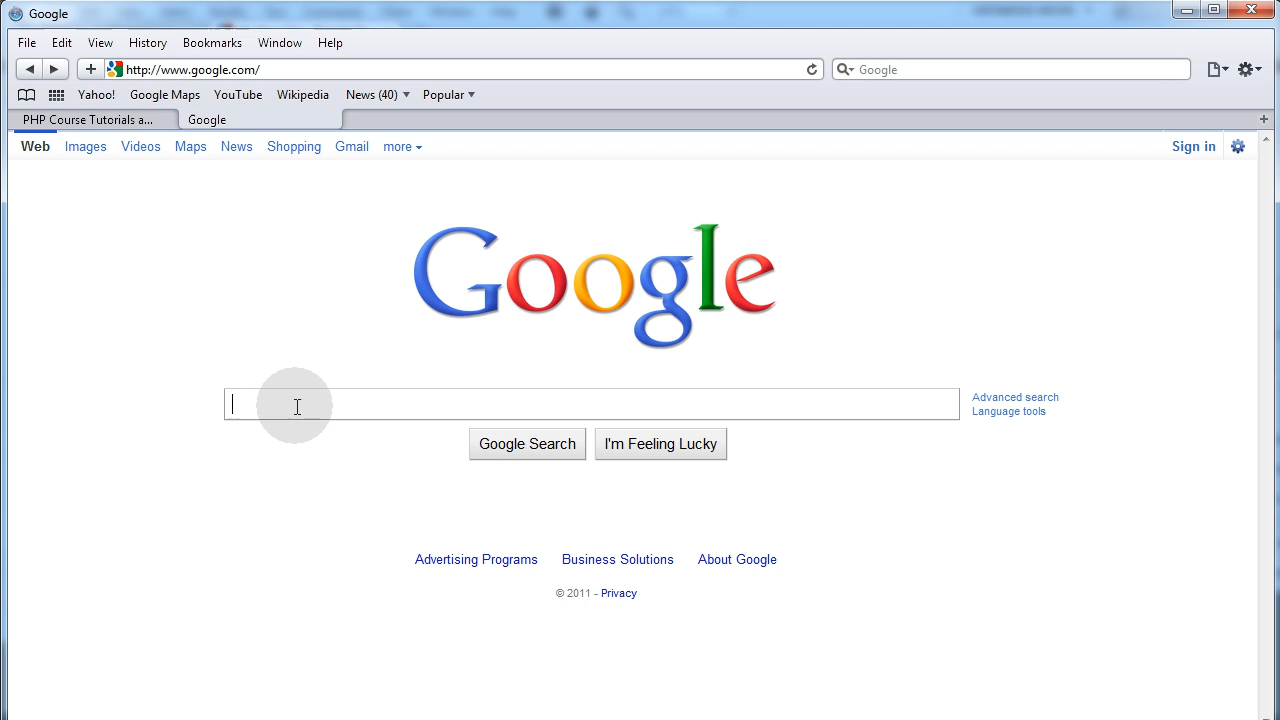 Google
File Edit View History Bookmarks Window Help
http://www.google.com/ Google
Yahoo! Google Maps YouTube Wikipedia News (40) Popular
PHP Course Tutorials a... Google
Web Images Videos Maps News Shopping Gmail more Sign in
Google
Advanced search
Language tools
Google Search I'm Feeling Lucky
Advertising Programs Business Solutions About Google
© 2011 - Privacy